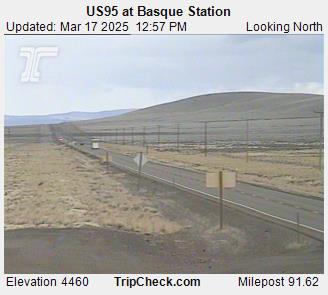 US95 at Basque Station
Updated: Mar 17 2025 12:57 PM Looking North
Elevation 4460 TripCheck.com Milepost 91.62